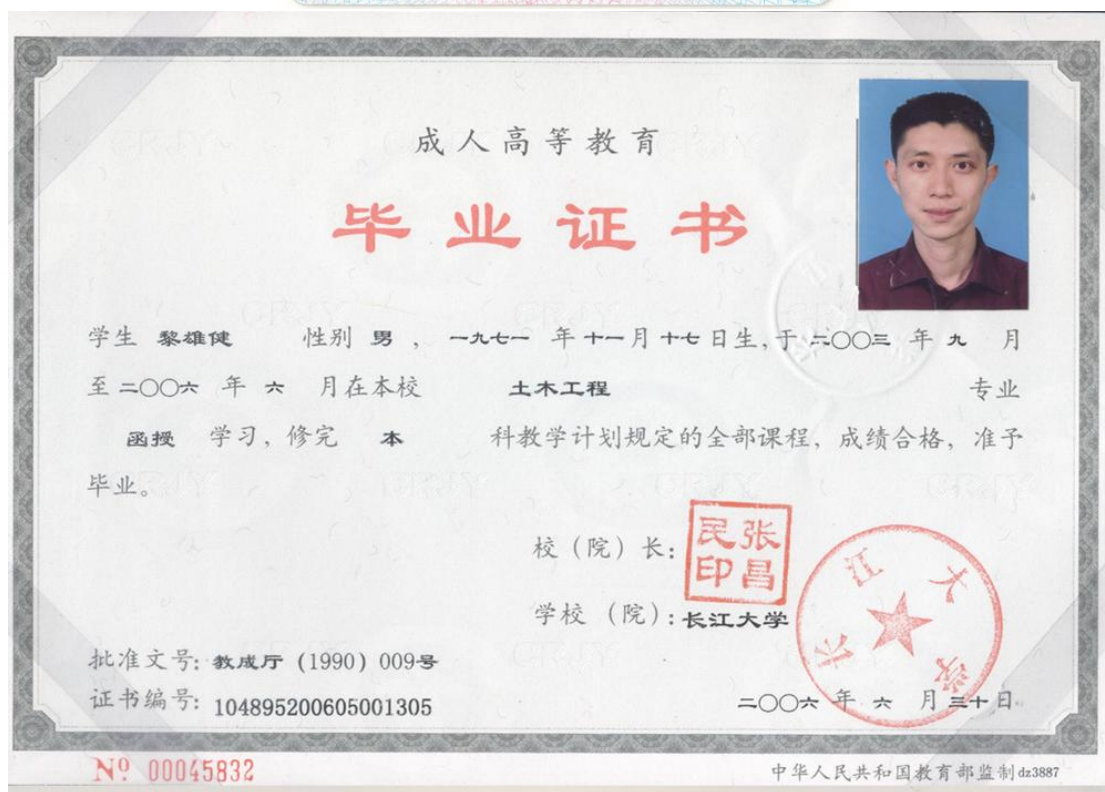 成人高等教育
毕业证书
学生 黎雄健 性别 男 , 一九七一 年 十一 月 十七 日生, 于 二〇〇三 年 九 月
至 二〇〇六 年 六 月在本校 土木工程 专业
函授 学习, 修完 本 科教学计划规定的全部课程, 成绩合格, 准予
毕业。
校(院)长: 张昌民印
学校 (院): 长江大学
长江大学
批准文号: 教成厅 (1990) 009号
证书编号: 104895200605001305
二〇〇六 年 六 月 三十 日
Nº 00045832
中华人民共和国教育部监制 dz3887